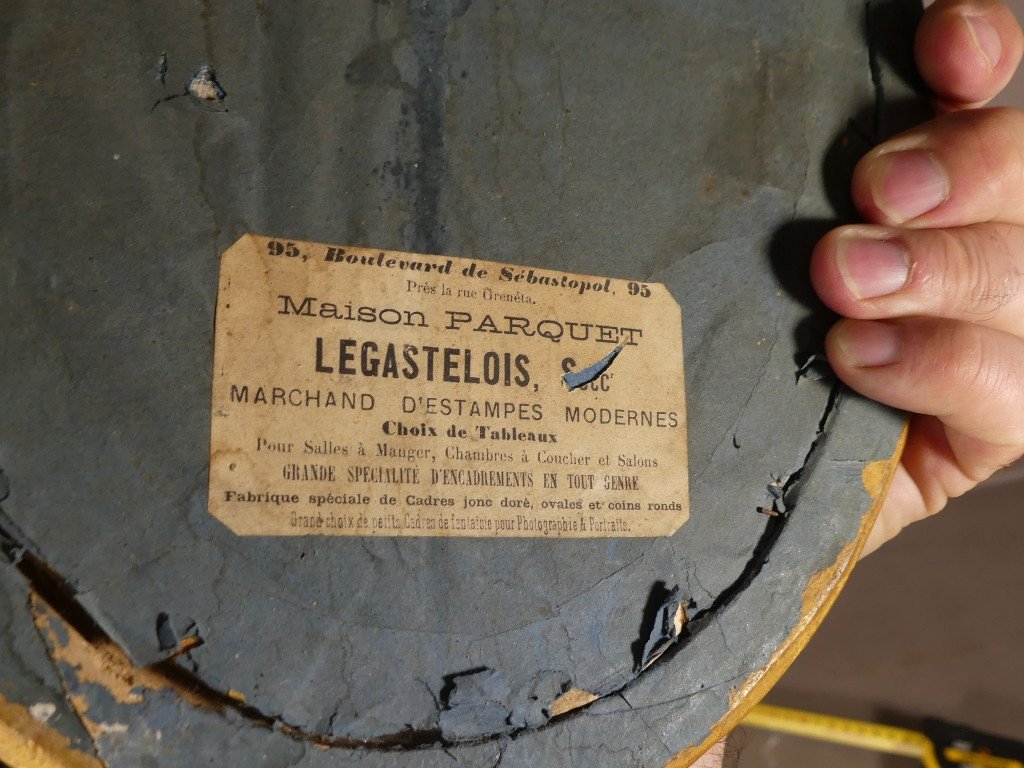 95, Boulevard de Sébastopol, 95
Près la rue Grenéta.
Maison PARQUET
LEGASTELOIS, Succr
MARCHAND D'ESTAMPES MODERNES
Choix de Tableaux
Pour Salles à Manger, Chambres à Coucher et Salons
GRANDE SPÉCIALITÉ D'ENCADREMENTS EN TOUT GENRE
Fabrique spéciale de Cadres jonc doré, ovales et coins ronds
Grand choix de petits Cadres de fantaisie pour Photographie & Portraits.